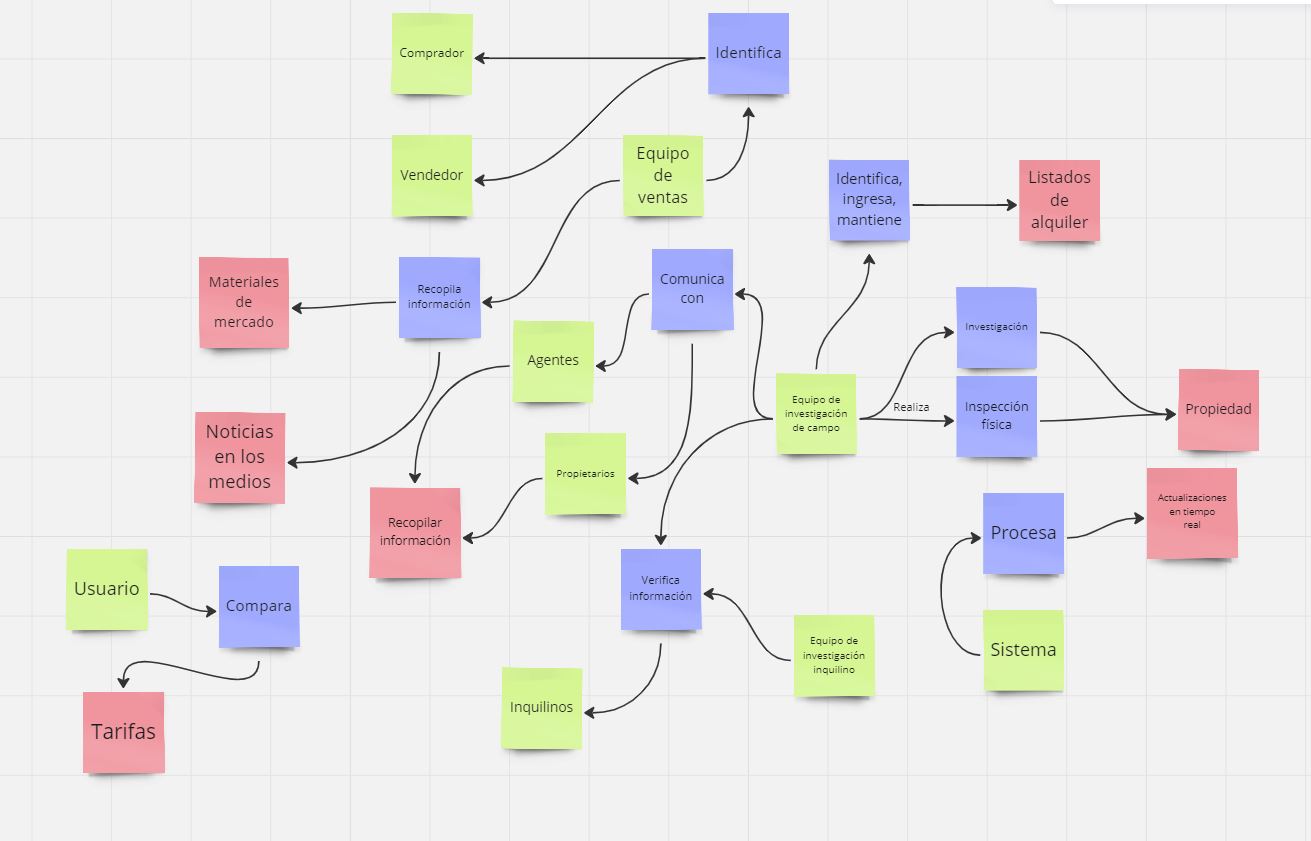 Comprador
Identifica
Vendedor
Equipo
de
ventas
Identifica,
ingresa,
mantiene
Listados
de
alquiler
Materiales
de
mercado
Recopila
información
Comunica
con
Investigación
Agentes
Equipo de
investigación
de campo
Realiza
Inspección
física
Propiedad
Noticias
en los
medios
Propietarios
Recopilar
información
Procesa
Actualizaciones
en tiempo
real
Usuario
Compara
Verifica
información
Equipo de
investigación
inquilino
Sistema
Inquilinos
Tarifas